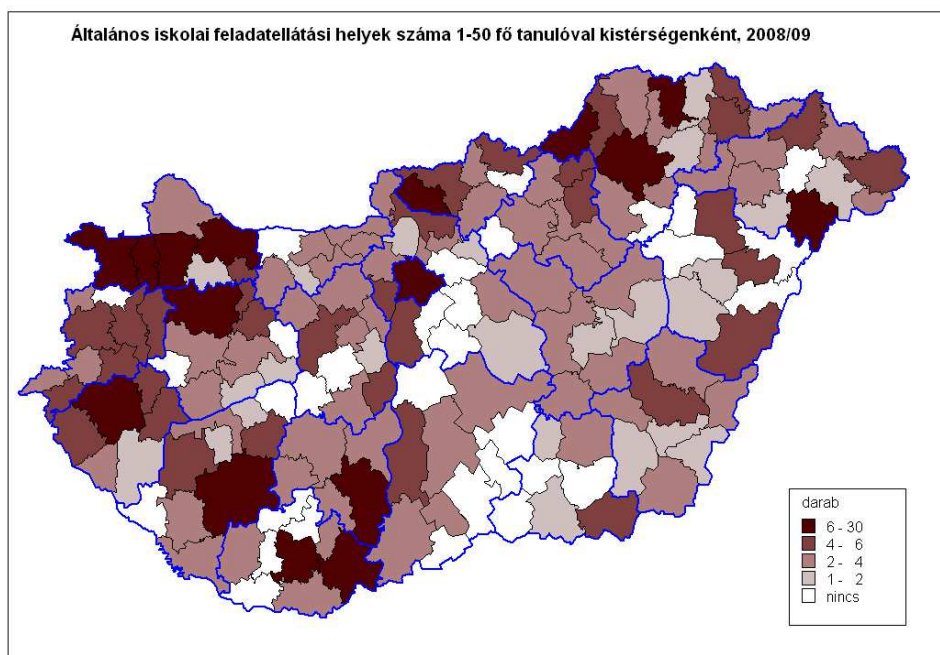 Általános iskolai feladatellátási helyek száma 1-50 fő tanulóval kistérségenként, 2008/09
darab
6 - 30
4 - 6
2 - 4
1 - 2
nincs